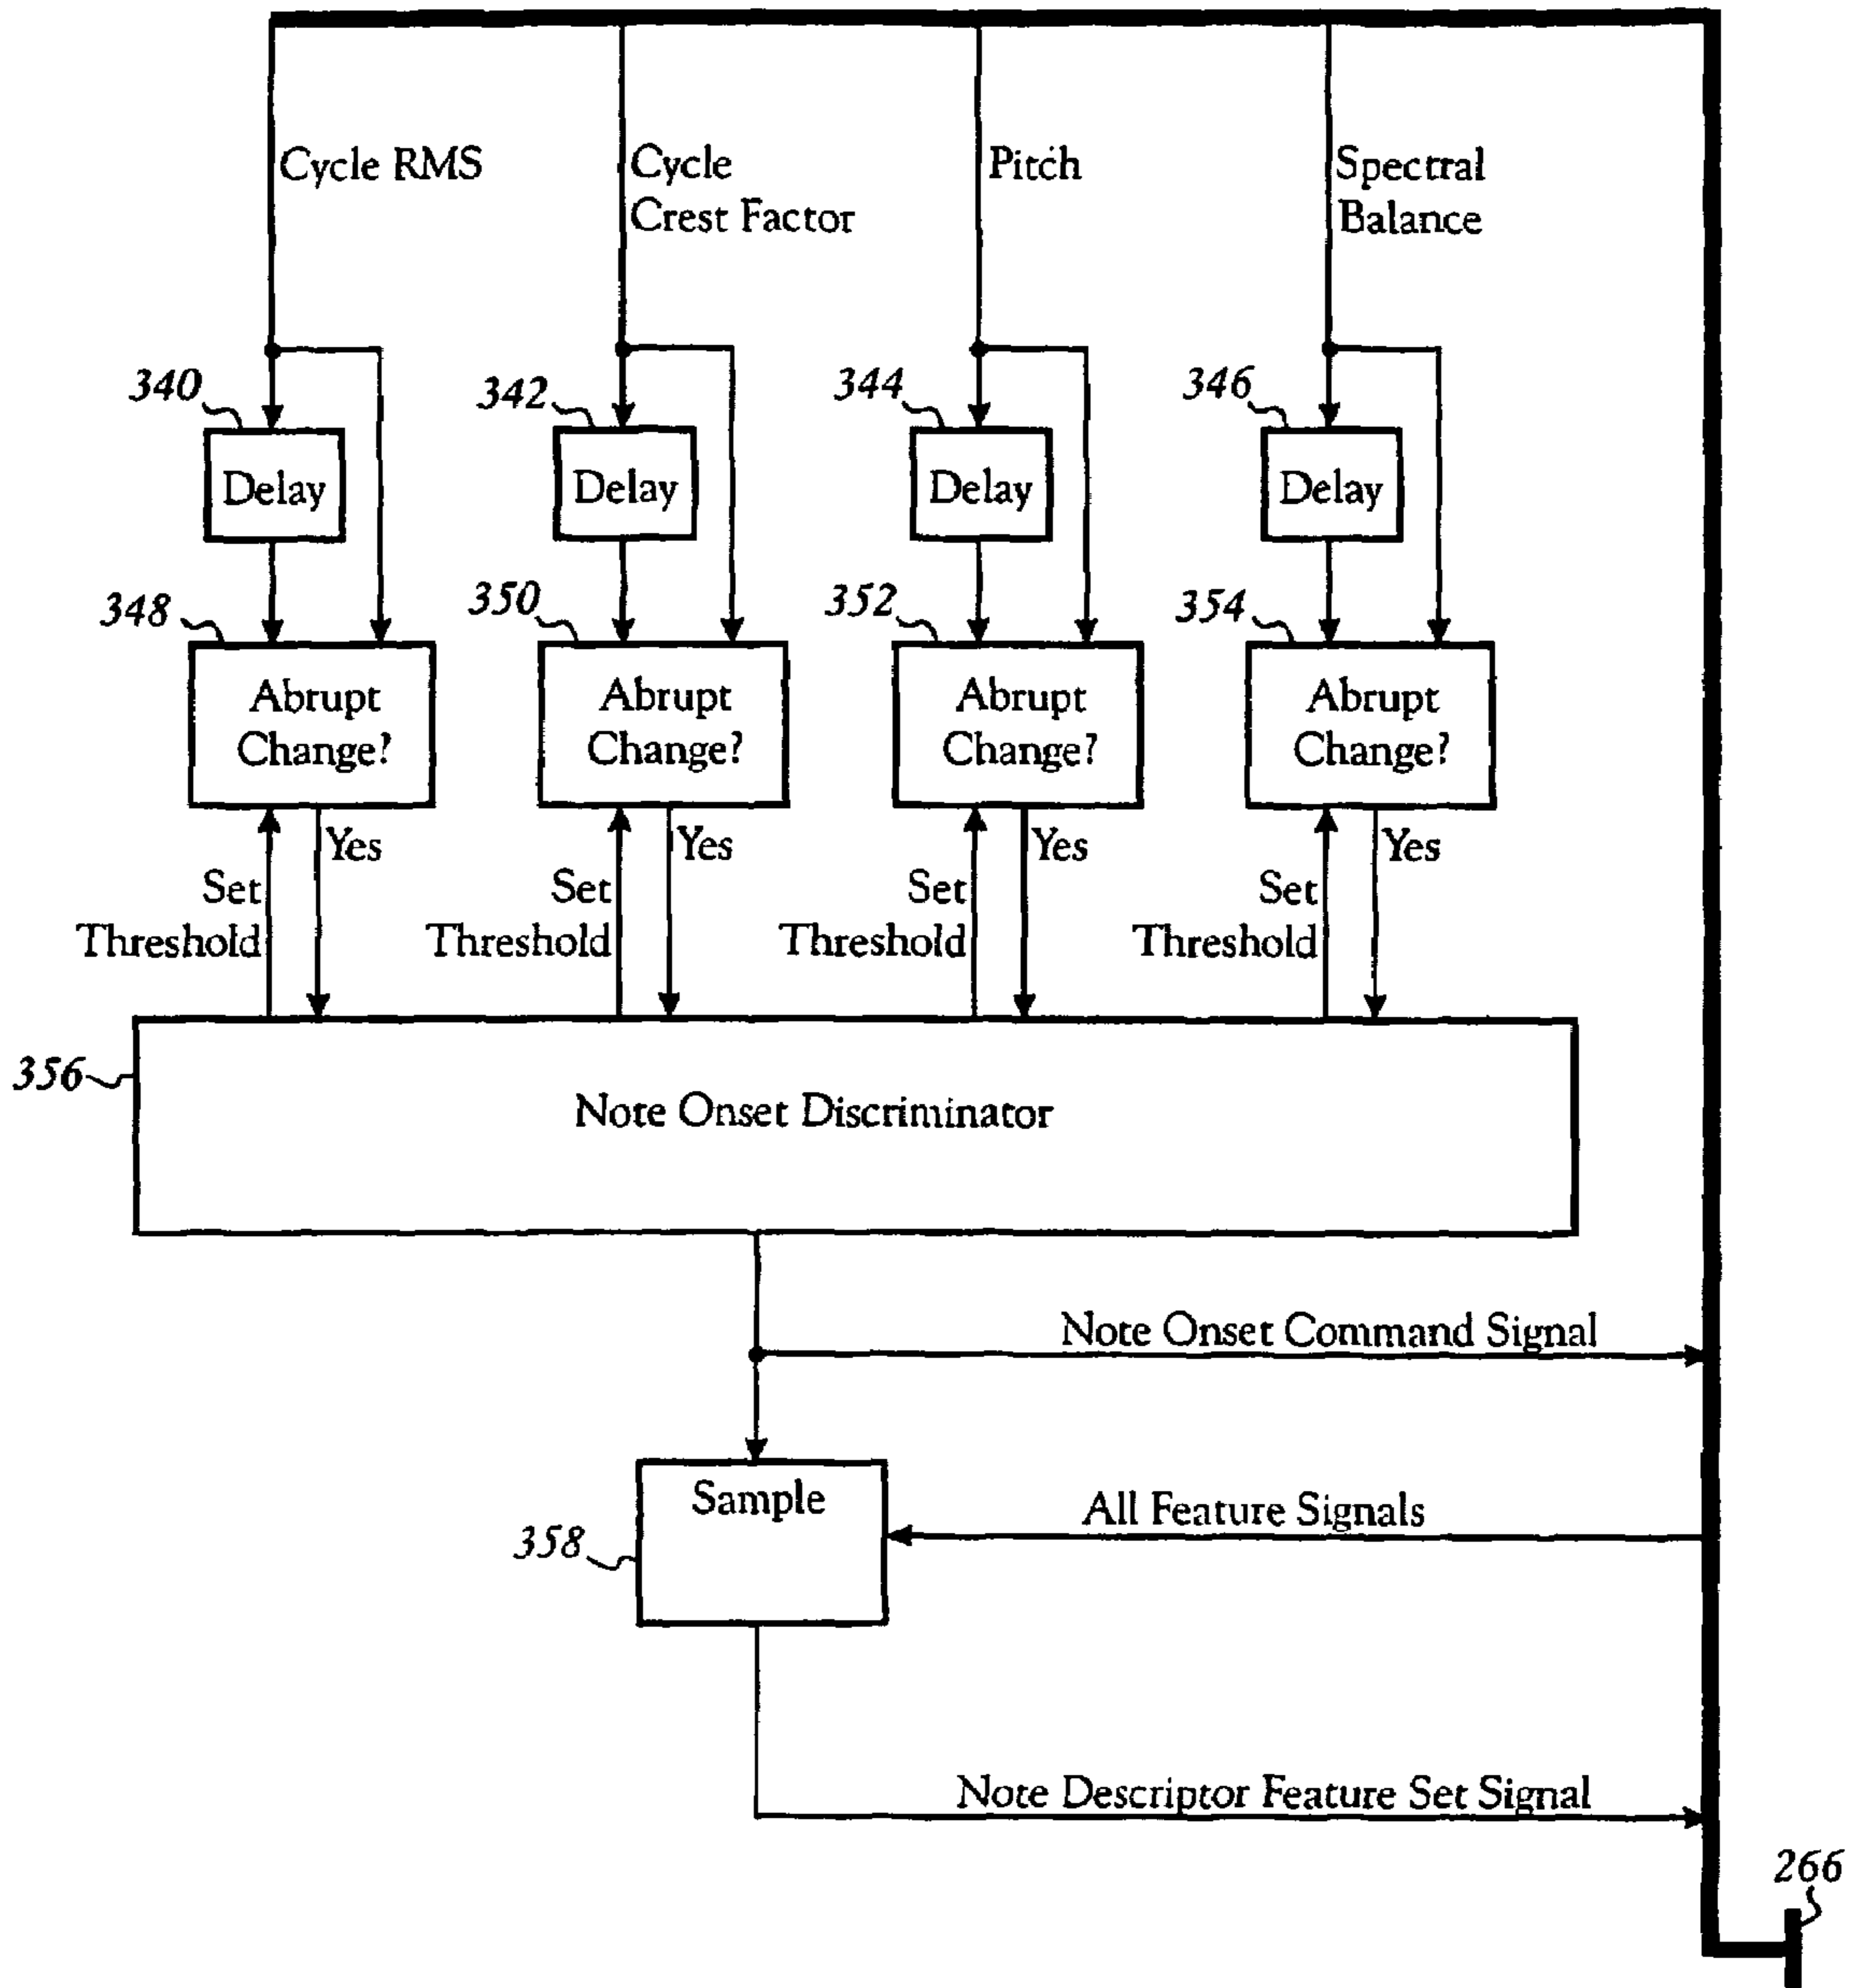 Cycle RMS
Cycle
Crest Factor
Pitch
Spectral
Balance
340
342
344
346
Delay
Delay
Delay
Delay
348
350
352
354
Abrupt
Change?
Abrupt
Change?
Abrupt
Change?
Abrupt
Change?
Yes
Yes
Yes
Yes
Set
Threshold
Set
Threshold
Set
Threshold
Set
Threshold
356
Note Onset Discriminator
Note Onset Command Signal
Sample
All Feature Signals
358
Note Descriptor Feature Set Signal
266